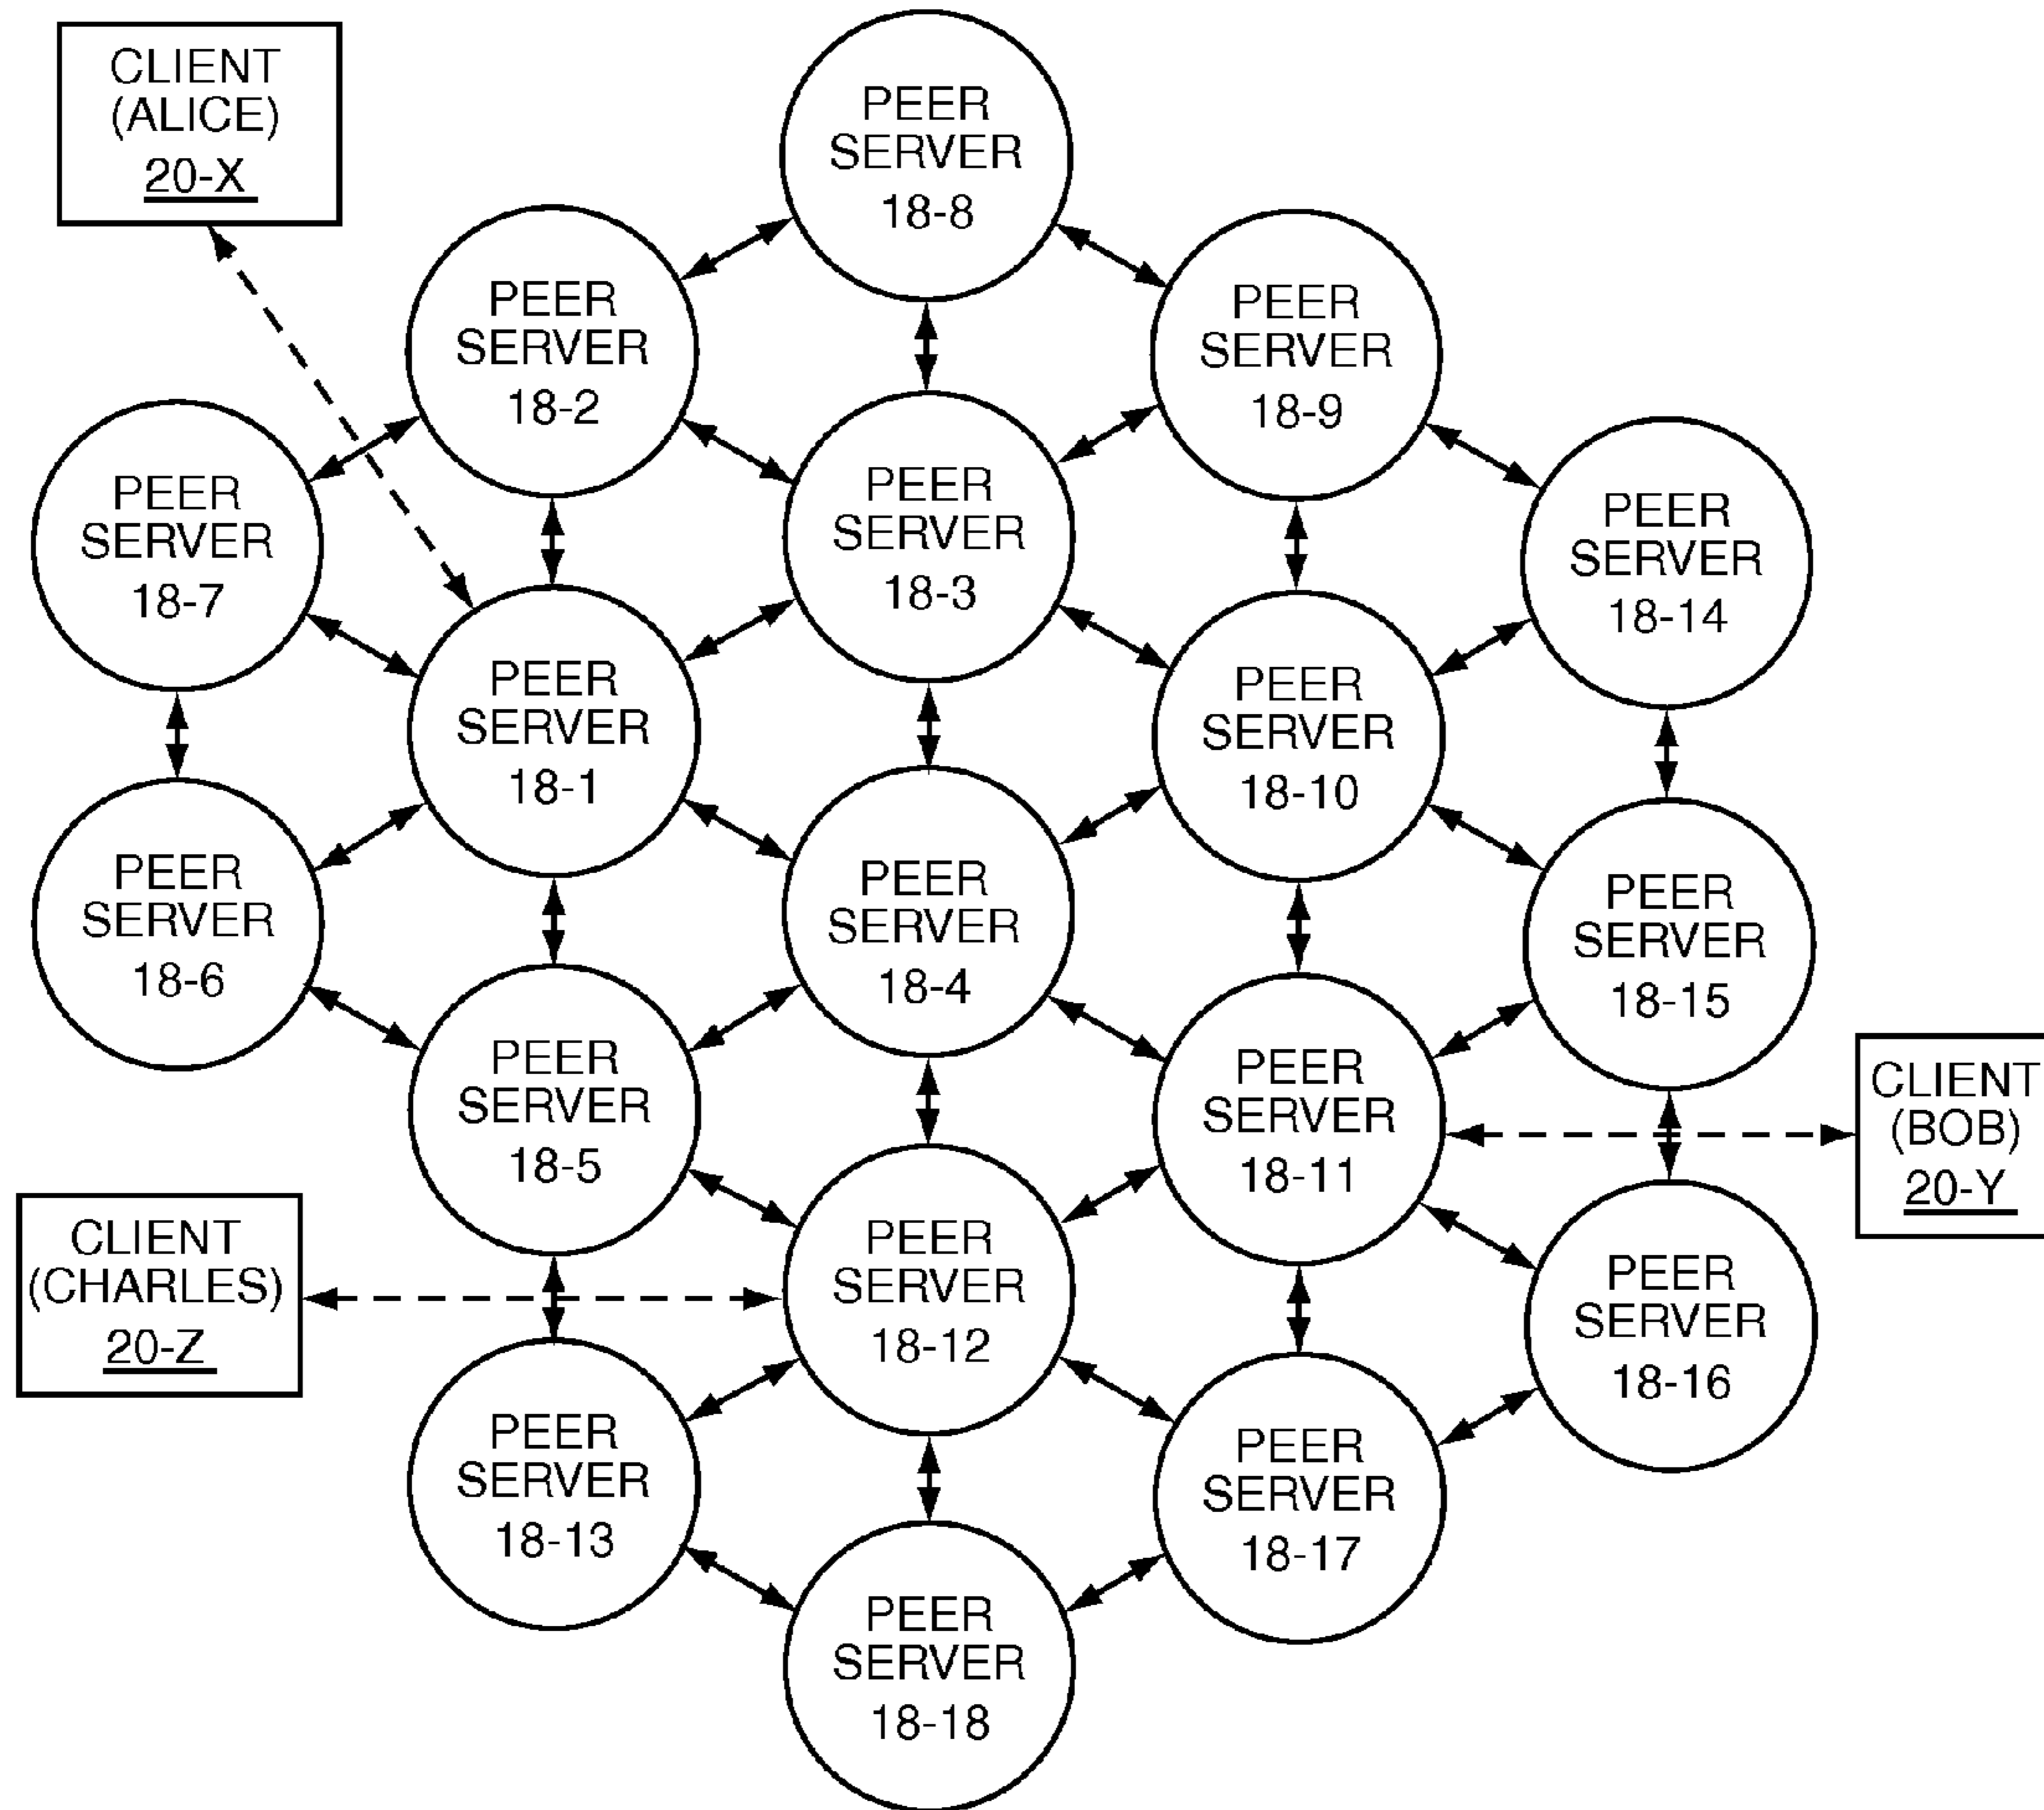 CLIENT
(ALICE)
20-X
PEER
SERVER
18-8
PEER
SERVER
18-2
PEER
SERVER
18-9
PEER
SERVER
18-7
PEER
SERVER
18-3
PEER
SERVER
18-14
PEER
SERVER
18-1
PEER
SERVER
18-10
PEER
SERVER
18-6
PEER
SERVER
18-4
PEER
SERVER
18-15
PEER
SERVER
18-5
PEER
SERVER
18-11
CLIENT
(BOB)
20-Y
CLIENT
(CHARLES)
20-Z
PEER
SERVER
18-12
PEER
SERVER
18-16
PEER
SERVER
18-13
PEER
SERVER
18-17
PEER
SERVER
18-18